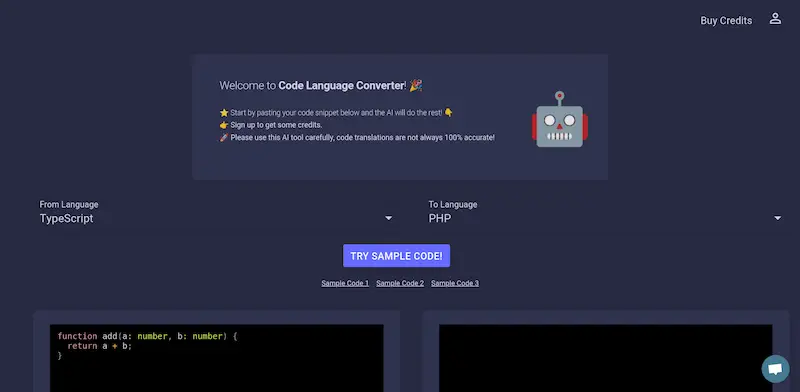 Buy Credits
Welcome to Code Language Converter! 🎉
⭐ Start by pasting your code snippet below and the AI will do the rest! 👇
👉 Sign up to get some credits.
🚀 Please use this AI tool carefully, code translations are not always 100% accurate!
From Language
TypeScript
To Language
PHP
TRY SAMPLE CODE!
Sample Code 1 Sample Code 2 Sample Code 3
function add(a: number, b: number) {
  return a + b;
}